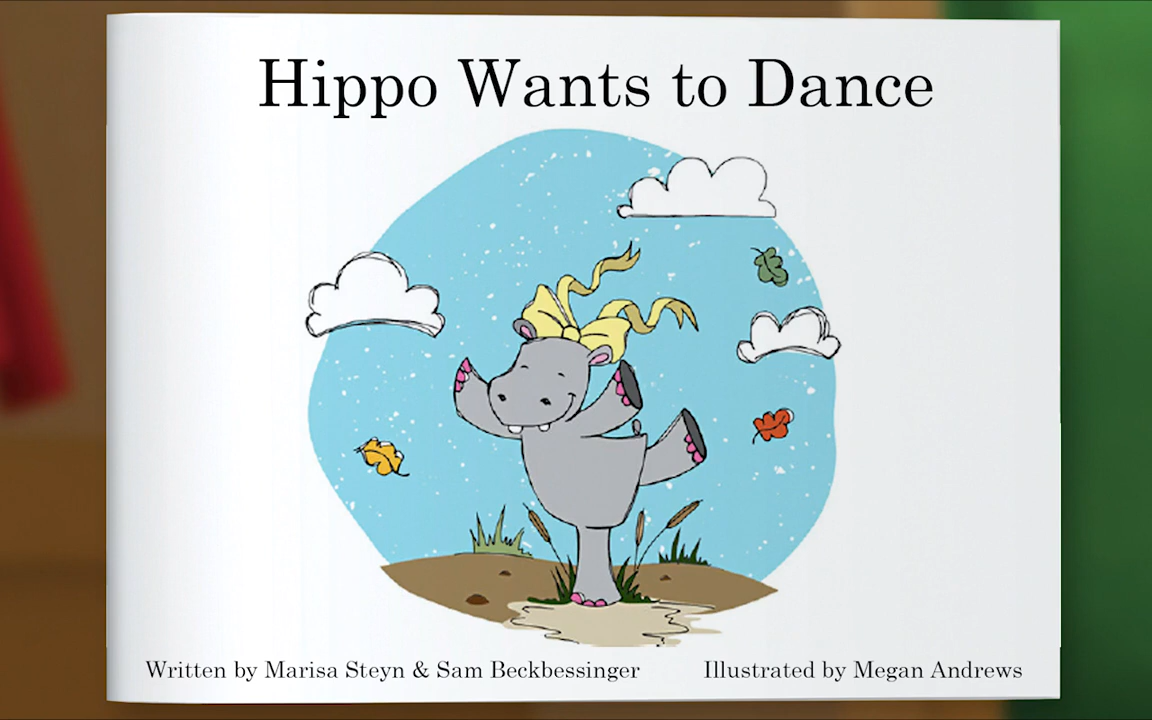 Hippo Wants to Dance
Written by Marisa Steyn & Sam Beckbessinger
Illustrated by Megan Andrews